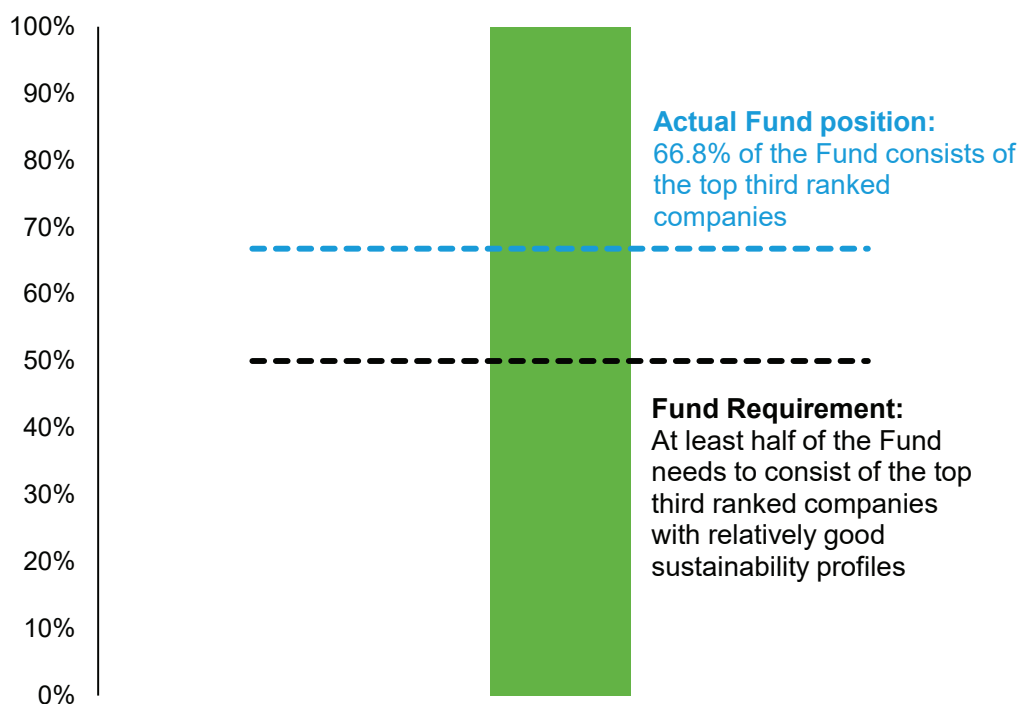 100%
90%
80%
70%
60%
50%
40%
30%
20%
10%
0%
Actual Fund position:
66.8% of the Fund consists of
the top third ranked
companies
Fund Requirement:
At least half of the Fund
needs to consist of the top
third ranked companies
with relatively good
sustainability profiles